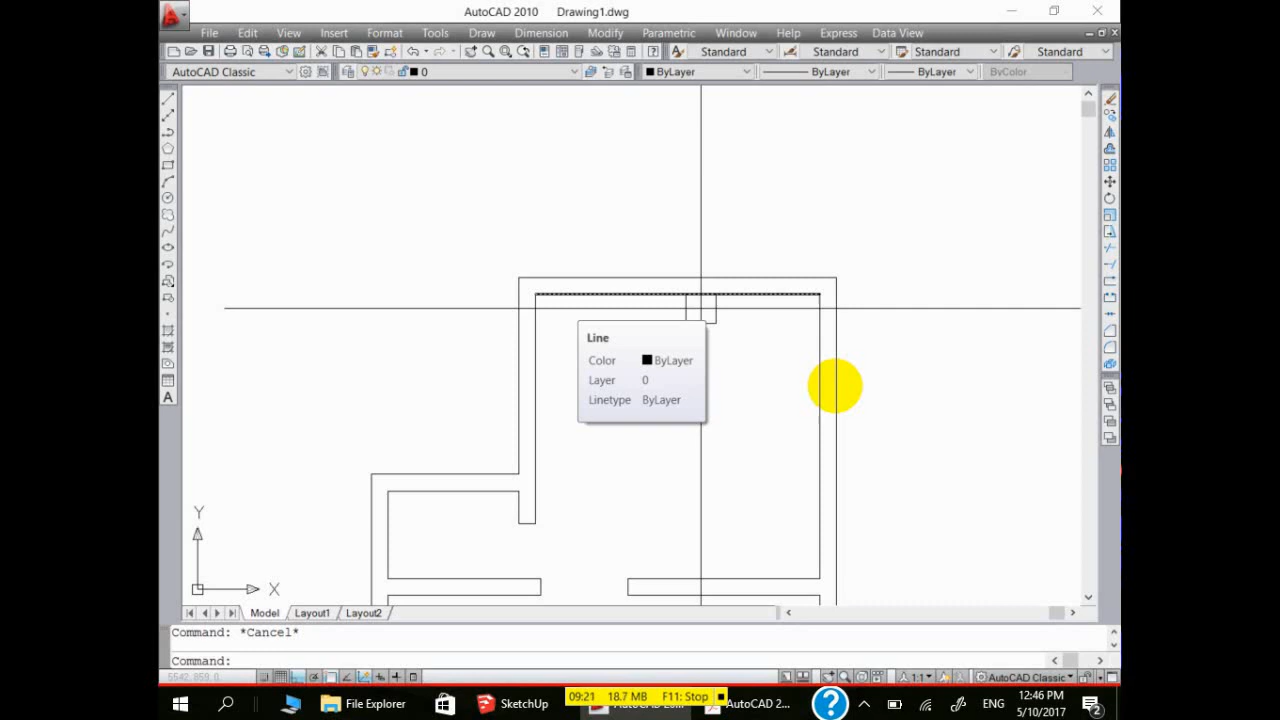 AutoCAD 2010 Drawing1.dwg
File Edit View Insert Format Tools Draw Dimension Modify Parametric Window Help Express Data View
Standard Standard Standard Standard
AutoCAD Classic 0 ByLayer ByLayer ByLayer ByColor
A
Line
Color ByLayer
Layer 0
Linetype ByLayer
Y
X
Model Layout1 Layout2
Command: *Cancel*
Command:
1:1 AutoCAD Classic
File Explorer SketchUp 09:21 18.7 MB F11: Stop AutoCAD 2... ENG 12:46 PM
5/10/2017 2